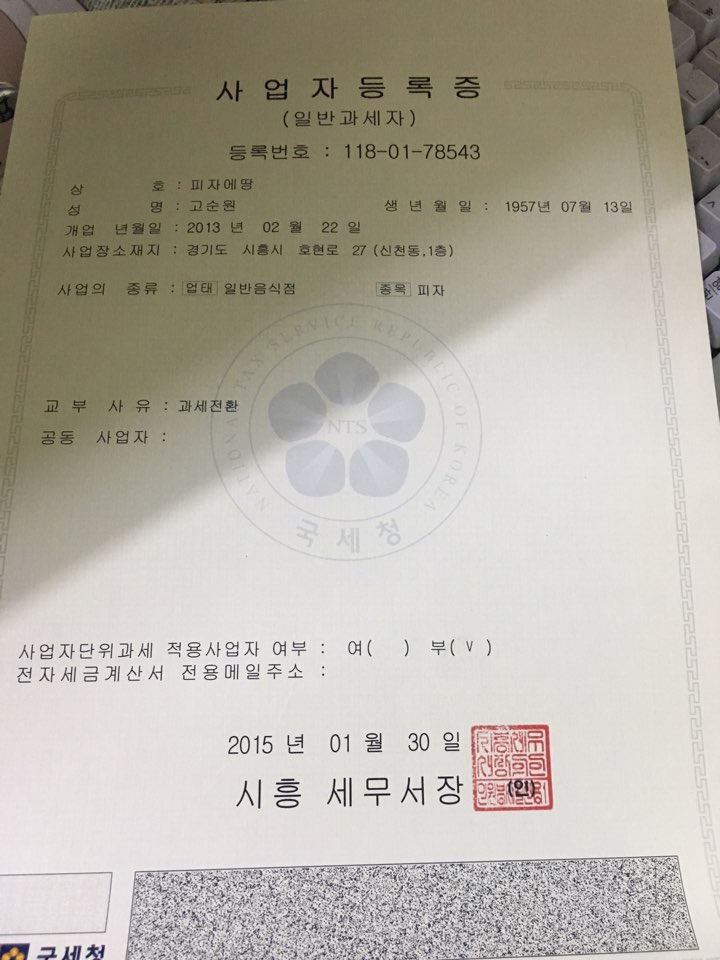 사업자등록증
(일반과세자)
등록번호 : 118-01-78543
상 호 : 피자에땅
성 명 : 고순원 생 년 월 일 : 1957년 07월 13일
개업 년월일 : 2013 년 02 월 22 일
사업장소재지 : 경기도 시흥시 호현로 27 (신천동,1층)
사업의 종류 : 업태 일반음식점 종목 피자
NATIONAL TAX SERVICE REPUBLIC OF KOREA
NTS
국세청
교 부 사 유 : 과세전환
공동 사업자 :
사업자단위과세 적용사업자 여부 : 여( ) 부( V )
전자세금계산서 전용메일주소 :
2015 년 01 월 30 일
시흥 세무서장 (인)
국세청